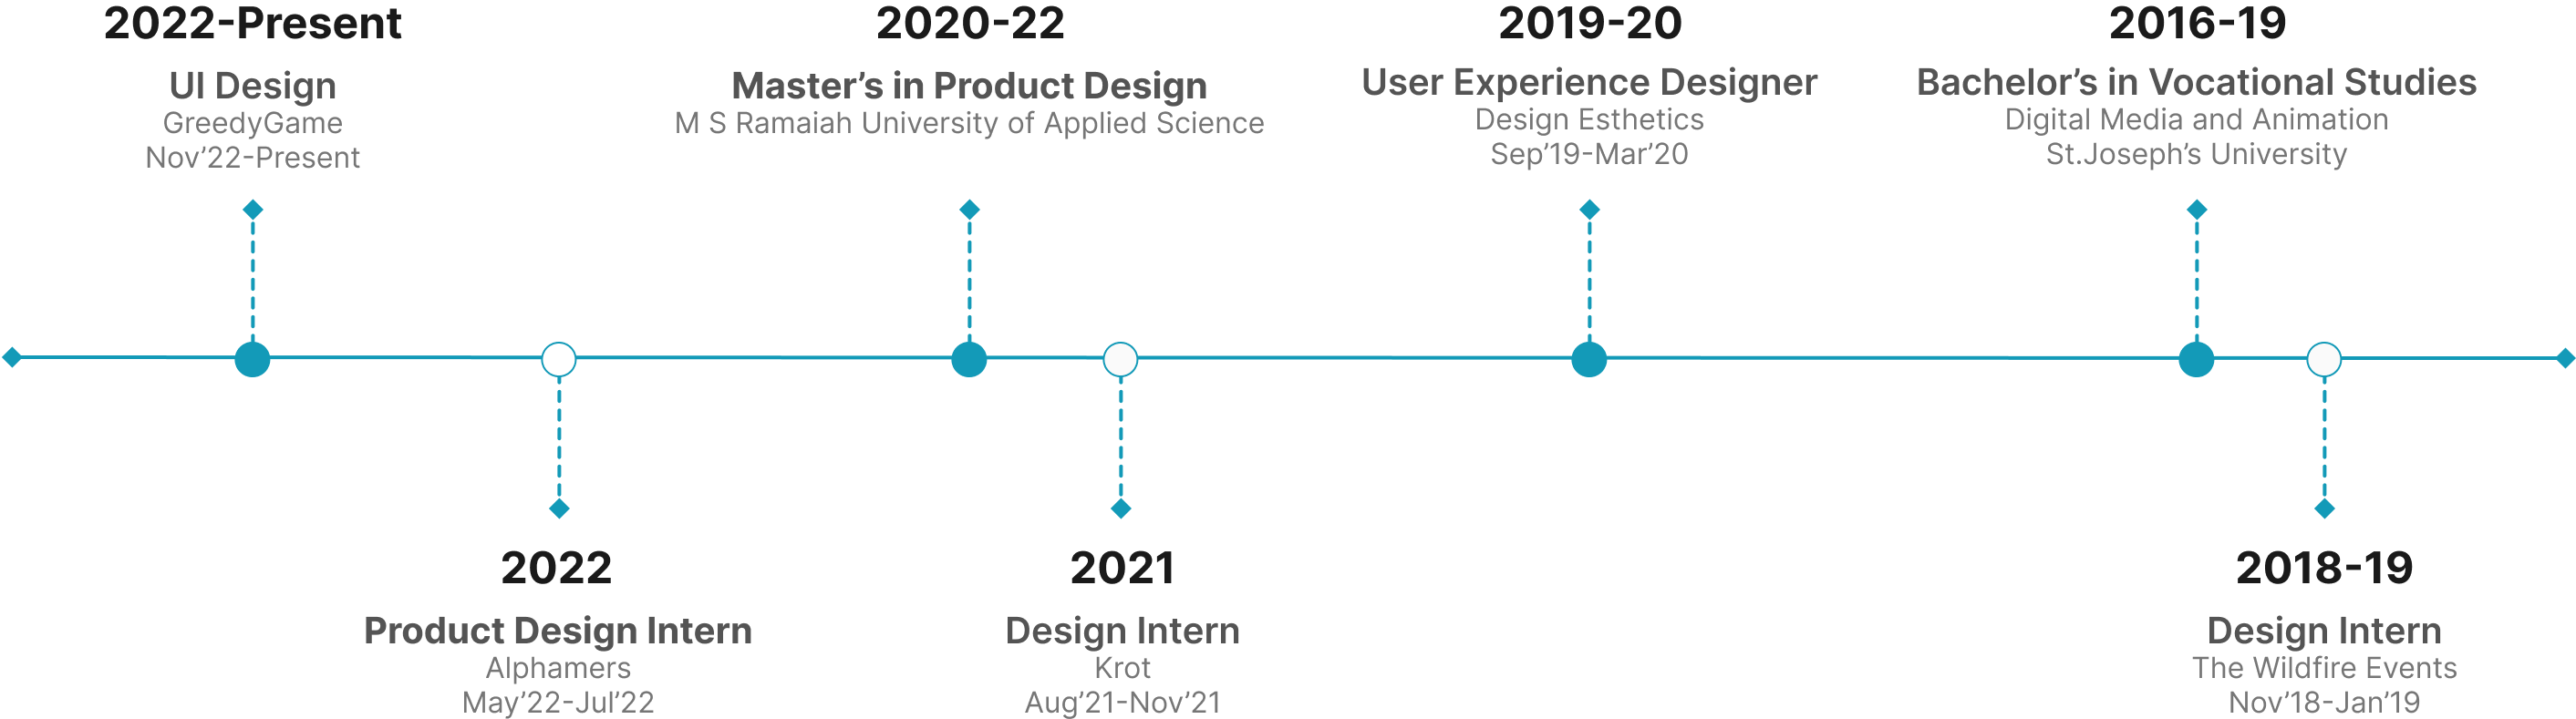 2022-Present
UI Design
GreedyGame
Nov’22-Present
2020-22
Master’s in Product Design
M S Ramaiah University of Applied Science
2019-20
User Experience Designer
Design Esthetics
Sep’19-Mar’20
2016-19
Bachelor’s in Vocational Studies
Digital Media and Animation
St.Joseph’s University
2022
Product Design Intern
Alphamers
May’22-Jul’22
2021
Design Intern
Krot
Aug’21-Nov’21
2018-19
Design Intern
The Wildfire Events
Nov’18-Jan’19